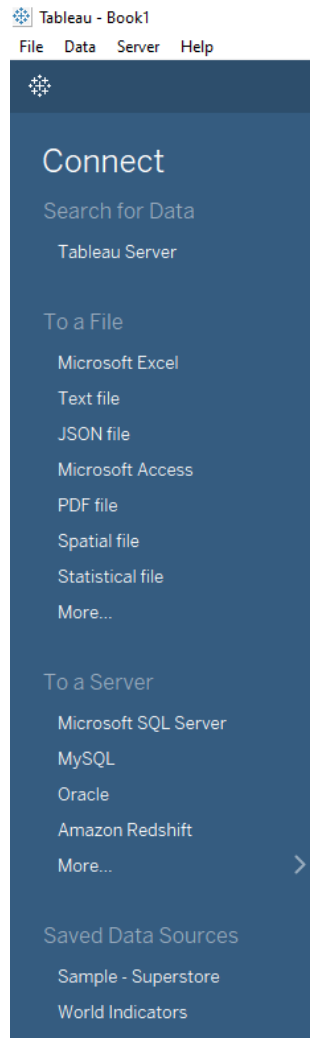 Tableau - Book1
File Data Server Help
Connect
Search for Data
Tableau Server
To a File
Microsoft Excel
Text file
JSON file
Microsoft Access
PDF file
Spatial file
Statistical file
More...
To a Server
Microsoft SQL Server
MySQL
Oracle
Amazon Redshift
More...
Saved Data Sources
Sample - Superstore
World Indicators